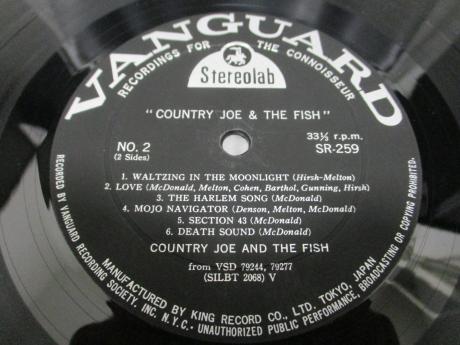 VANGUARD
RECORDINGS FOR THE CONNOISSEUR
Stereolab
"COUNTRY JOE & THE FISH"
NO. 2
(2 Sides)
33⅓ r.p.m.
SR-259
1. WALTZING IN THE MOONLIGHT (Hirsh-Melton)
2. LOVE (McDonald, Melton, Cohen, Barthol, Gunning, Hirsh)
3. THE HARLEM SONG (McDonald)
4. MOJO NAVIGATOR (Denson, Melton, McDonald)
5. SECTION 43 (McDonald)
6. DEATH SOUND (McDonald)
COUNTRY JOE AND THE FISH
from VSD 79244, 79277
(SILBT 2068) V
MANUFACTURED BY KING RECORD CO., LTD. TOKYO, JAPAN
RECORDED BY VANGUARD RECORDING SOCIETY, INC. N.Y.C.· UNAUTHORIZED PUBLIC PERFORMANCE, BROADCASTING OR COPYING PROHIBITED·